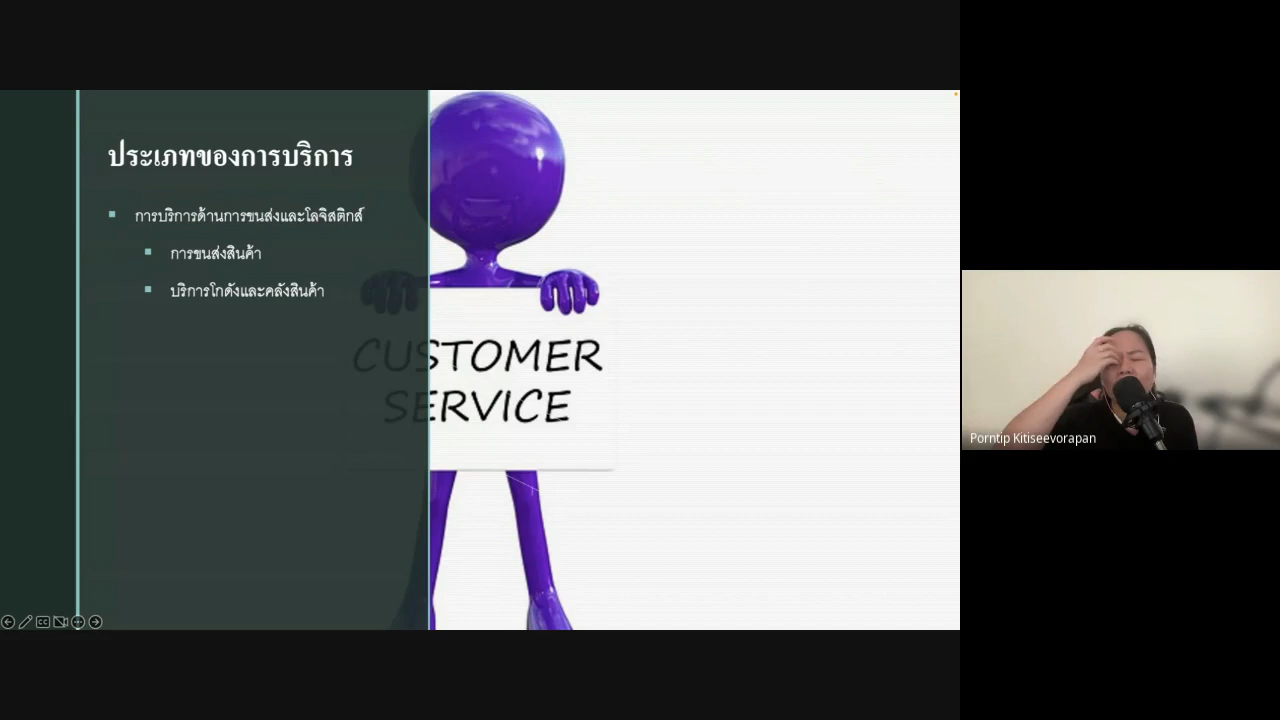 ประเภทของการบริการ
การบริการด้านการขนส่งและโลจิสติกส์
การขนส่งสินค้า
บริการโกดังและคลังสินค้า
CUSTOMER
SERVICE
Porntip Kitiseevorapan